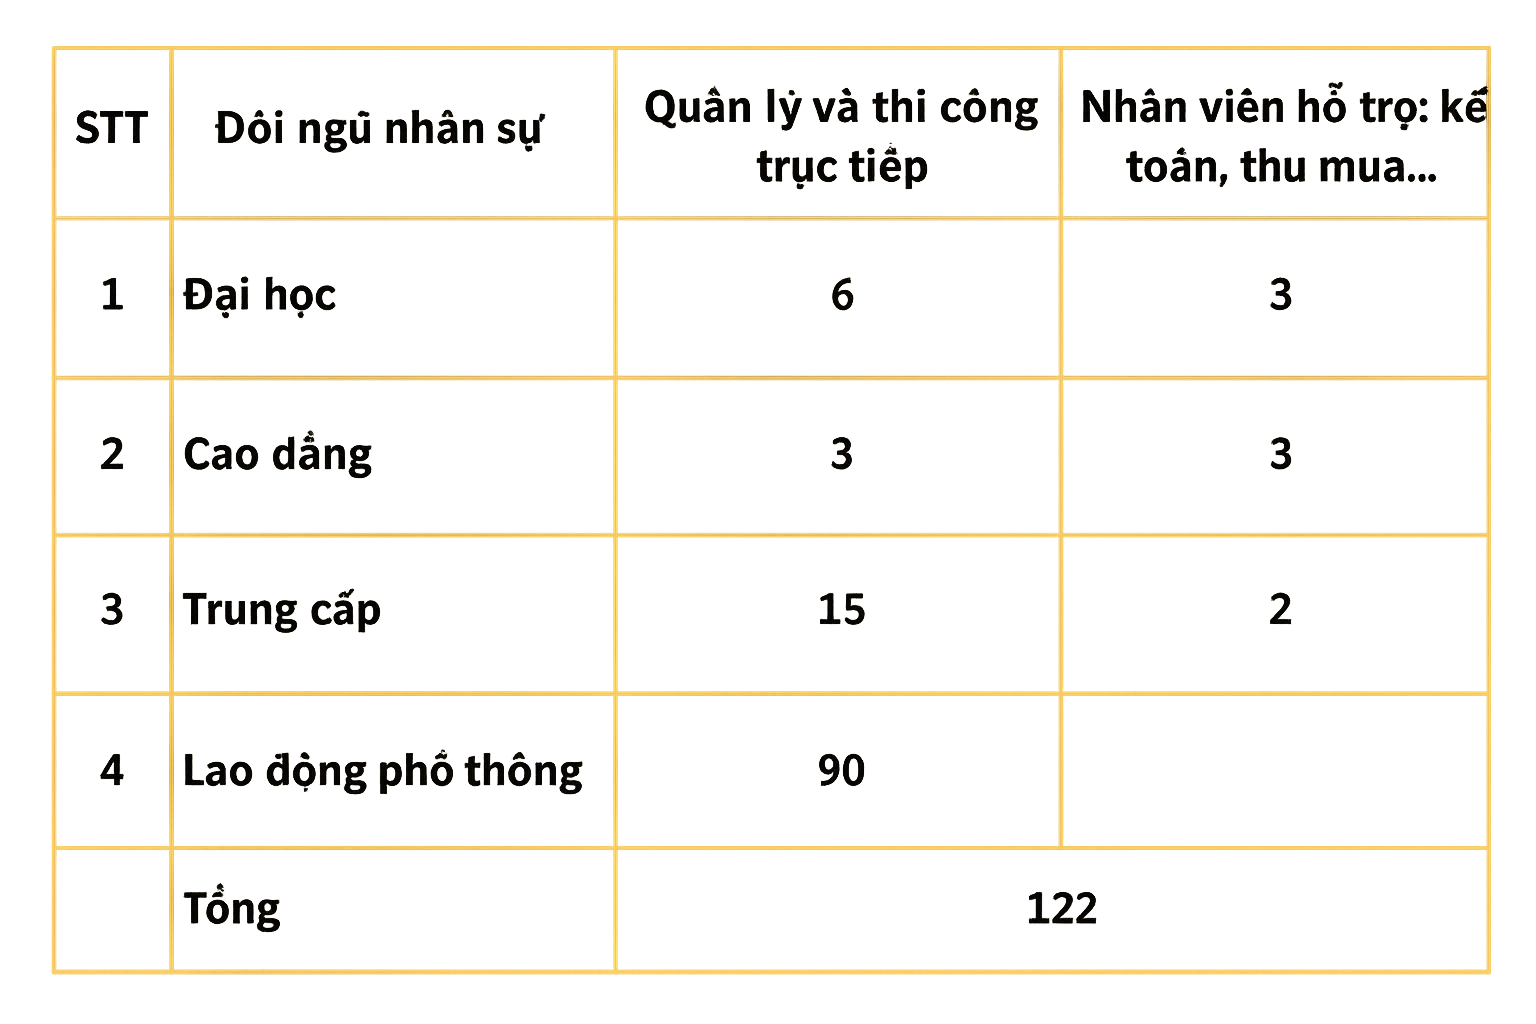 STT
Đôi ngũ nhân sự
Quản lý và thi công
trục tiếp
Nhân viên hỗ trợ: kế
toán, thu mua...
1
Đại học
6
3
2
Cao dẳng
3
3
3
Trung cấp
15
2
4
Lao động phổ thông
90
Tổng
122